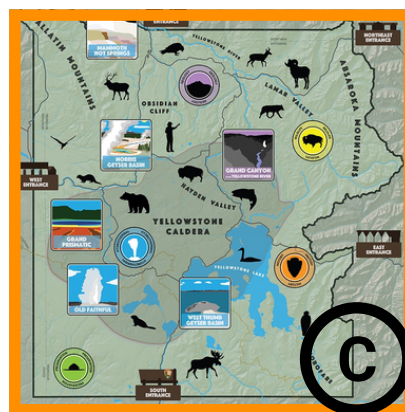 ENTRANCE
MAMMOTH
HOT SPRINGS
GALLATIN MOUNTAINS
YELLOWSTONE RIVER
NORTHEAST
ENTRANCE
ABSAROKA MOUNTAINS
LAMAR VALLEY
OBSIDIAN
CLIFF
NORRIS
GEYSER BASIN
GRAND CANYON
WEST
ENTRANCE
HAYDEN VALLEY
GRAND
PRISMATIC
YELLOWSTONE
CALDERA
EAST
ENTRANCE
YELLOWSTONE LAKE
OLD FAITHFUL
WEST THUMB
GEYSER BASIN
SOUTH
ENTRANCE
C